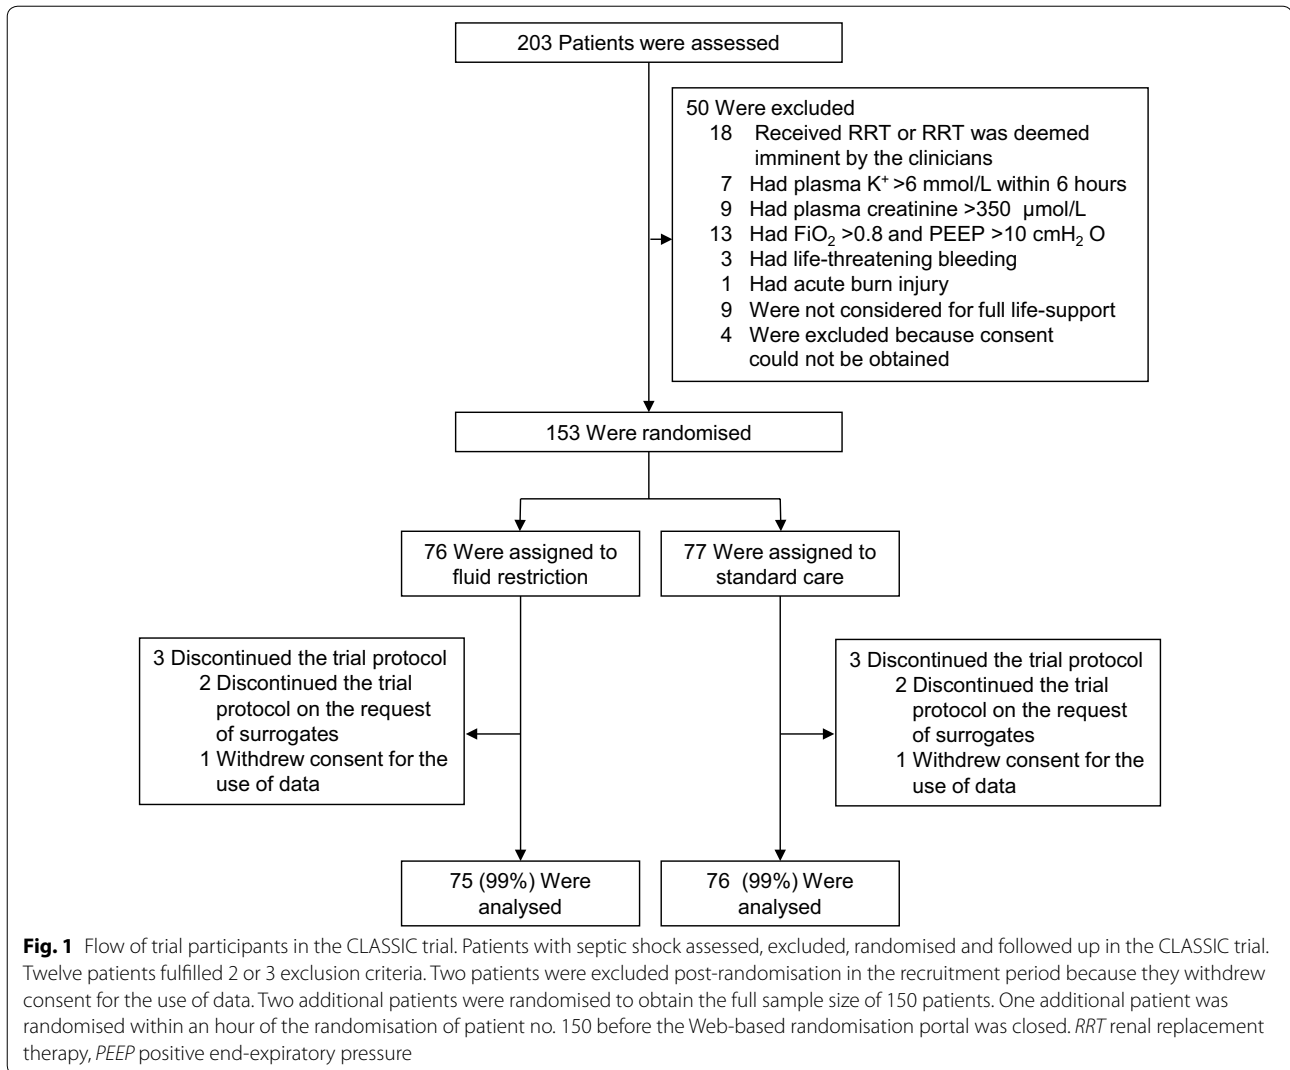 203 Patients were assessed
50 Were excluded
18 Received RRT or RRT was deemed
imminent by the clinicians
7 Had plasma K⁺ >6 mmol/L within 6 hours
9 Had plasma creatinine >350 µmol/L
13 Had FiO₂ >0.8 and PEEP >10 cmH₂ O
3 Had life-threatening bleeding
1 Had acute burn injury
9 Were not considered for full life-support
4 Were excluded because consent
could not be obtained
153 Were randomised
76 Were assigned to
fluid restriction
77 Were assigned to
standard care
3 Discontinued the trial protocol
2 Discontinued the trial
protocol on the request
of surrogates
1 Withdrew consent for the
use of data
3 Discontinued the trial protocol
2 Discontinued the trial
protocol on the request
of surrogates
1 Withdrew consent for the
use of data
75 (99%) Were
analysed
76 (99%) Were
analysed
Fig. 1 Flow of trial participants in the CLASSIC trial. Patients with septic shock assessed, excluded, randomised and followed up in the CLASSIC trial.
Twelve patients fulfilled 2 or 3 exclusion criteria. Two patients were excluded post-randomisation in the recruitment period because they withdrew
consent for the use of data. Two additional patients were randomised to obtain the full sample size of 150 patients. One additional patient was
randomised within an hour of the randomisation of patient no. 150 before the Web-based randomisation portal was closed. RRT renal replacement
therapy, PEEP positive end-expiratory pressure